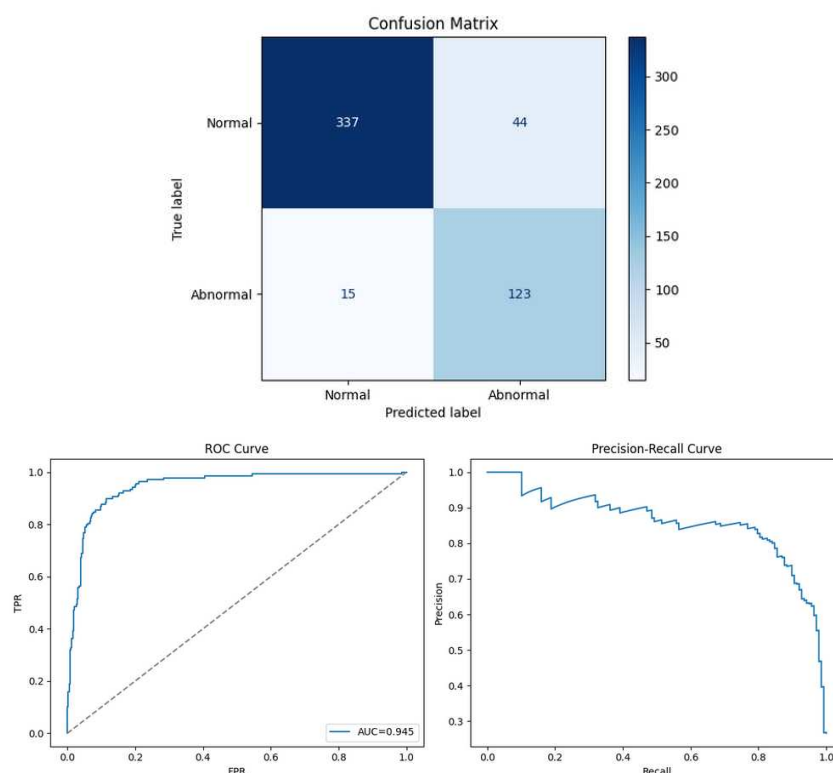 Confusion Matrix
Normal
337
44
Abnormal
15
123
True label
Normal
Abnormal
Predicted label
300
250
200
150
100
50
ROC Curve
1.0
0.8
0.6
0.4
0.2
0.0
TPR
AUC=0.945
0.0 0.2 0.4 0.6 0.8 1.0
FPR
Precision-Recall Curve
1.0
0.9
0.8
0.7
0.6
0.5
0.4
0.3
Precision
0.0 0.2 0.4 0.6 0.8 1.0
Recall